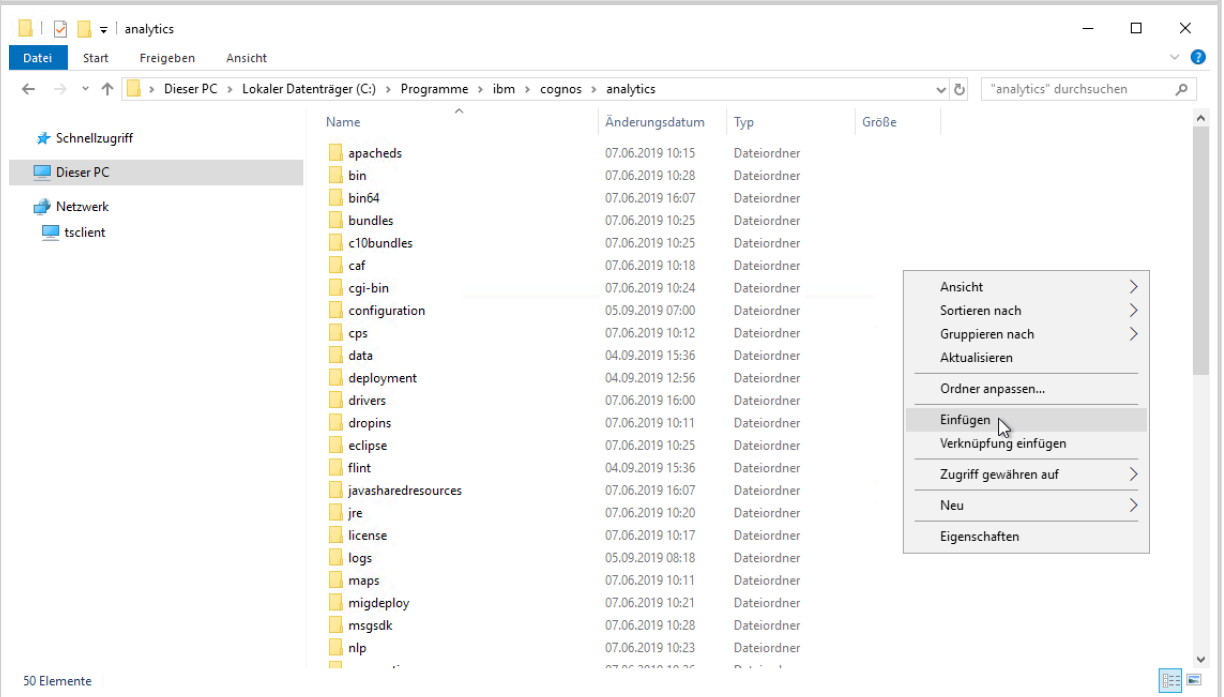 analytics
Datei Start Freigeben Ansicht
Dieser PC > Lokaler Datenträger (C:) > Programme > ibm > cognos > analytics "analytics" durchsuchen
Name Änderungsdatum Typ Größe
Schnellzugriff
Dieser PC
Netzwerk
tsclient
apacheds 07.06.2019 10:15 Dateiordner
bin 07.06.2019 10:28 Dateiordner
bin64 07.06.2019 16:07 Dateiordner
bundles 07.06.2019 10:25 Dateiordner
c10bundles 07.06.2019 10:25 Dateiordner
caf 07.06.2019 10:18 Dateiordner
cgi-bin 07.06.2019 10:24 Dateiordner
configuration 05.09.2019 07:00 Dateiordner
cps 07.06.2019 10:12 Dateiordner
data 04.09.2019 15:36 Dateiordner
deployment 04.09.2019 12:56 Dateiordner
drivers 07.06.2019 16:00 Dateiordner
dropins 07.06.2019 10:11 Dateiordner
eclipse 07.06.2019 10:25 Dateiordner
flint 04.09.2019 15:36 Dateiordner
javasharedresources 07.06.2019 16:07 Dateiordner
jre 07.06.2019 10:20 Dateiordner
license 07.06.2019 10:17 Dateiordner
logs 05.09.2019 08:18 Dateiordner
maps 07.06.2019 10:11 Dateiordner
migdeploy 07.06.2019 10:21 Dateiordner
msgsdk 07.06.2019 10:28 Dateiordner
nlp 07.06.2019 10:23 Dateiordner
Ansicht
Sortieren nach
Gruppieren nach
Aktualisieren
Ordner anpassen...
Einfügen
Verknüpfung einfügen
Zugriff gewähren auf
Neu
Eigenschaften
50 Elemente